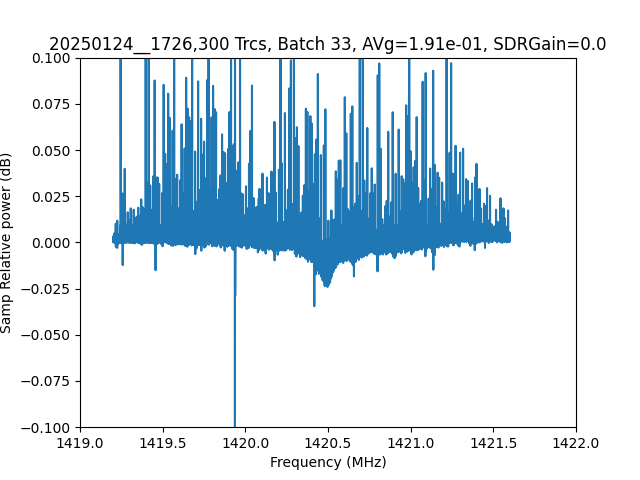 20250124__1726,300 Trcs, Batch 33, AVg=1.91e-01, SDRGain=0.0
0.100
0.075
0.050
0.025
0.000
−0.025
−0.050
−0.075
−0.100
Samp Relative power (dB)
1419.0 1419.5 1420.0 1420.5 1421.0 1421.5 1422.0
Frequency (MHz)